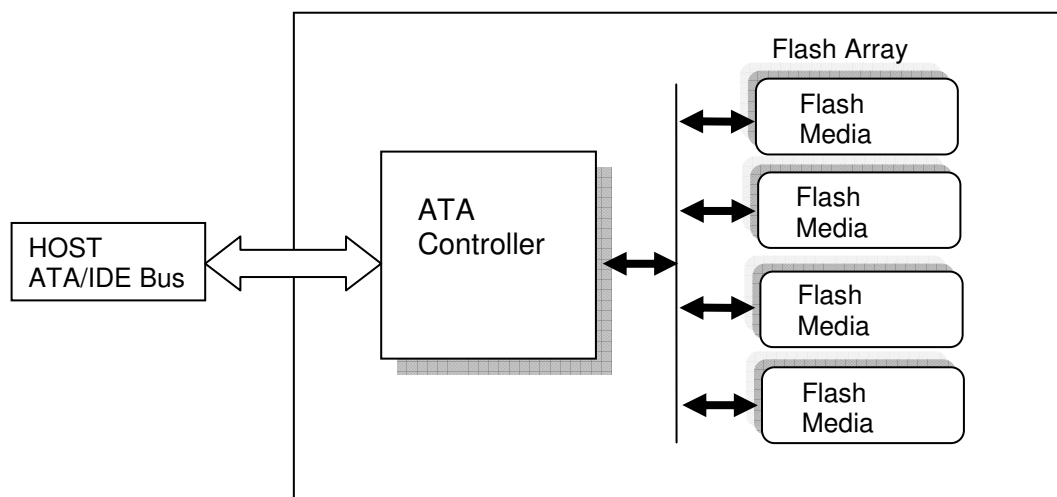 Flash Array
Flash
Media
ATA
Controller
Flash
Media
HOST
ATA/IDE Bus
Flash
Media
Flash
Media